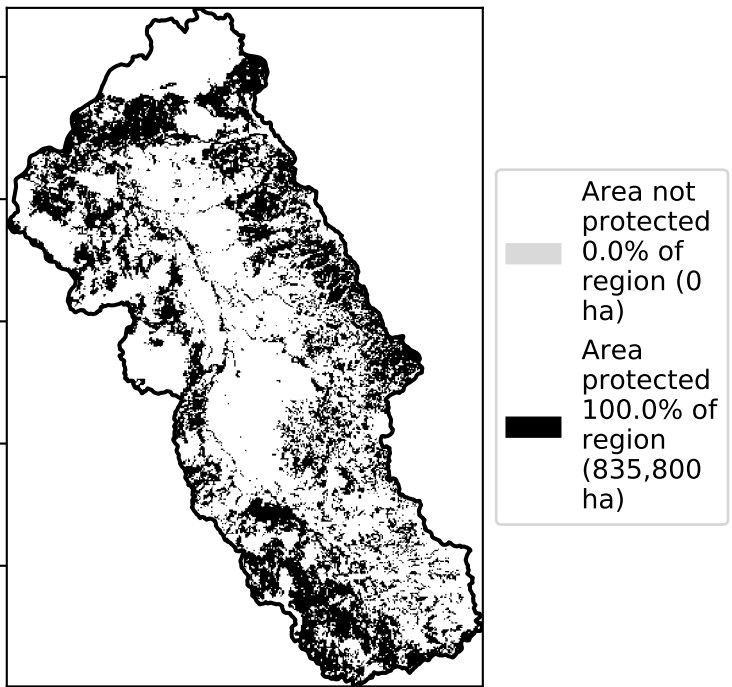 Area not
protected
0.0% of
region (0
ha)
Area
protected
100.0% of
region
(835,800
ha)